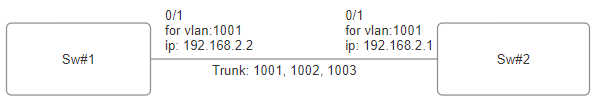 0/1
for vlan:1001
ip: 192.168.2.2
0/1
for vlan:1001
ip: 192.168.2.1
Sw#1
Sw#2
Trunk: 1001, 1002, 1003